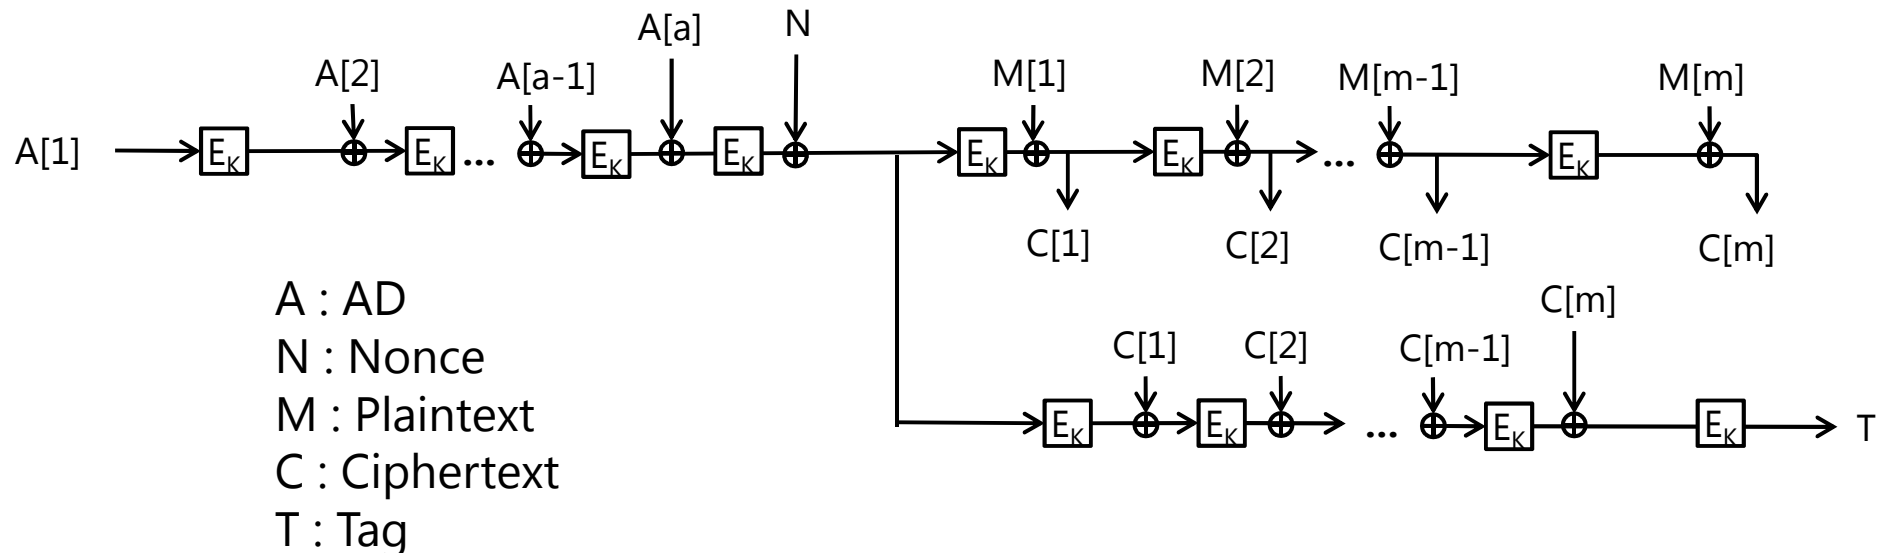 A[a] N
A[2] A[a-1] M[1] M[2] M[m-1] M[m]
A[1] E_K E_K ... E_K E_K E_K E_K ... E_K
C[1] C[2] C[m-1] C[m]
A : AD
N : Nonce
M : Plaintext
C : Ciphertext
T : Tag
C[m]
C[1] C[2] C[m-1]
E_K E_K ... E_K E_K T